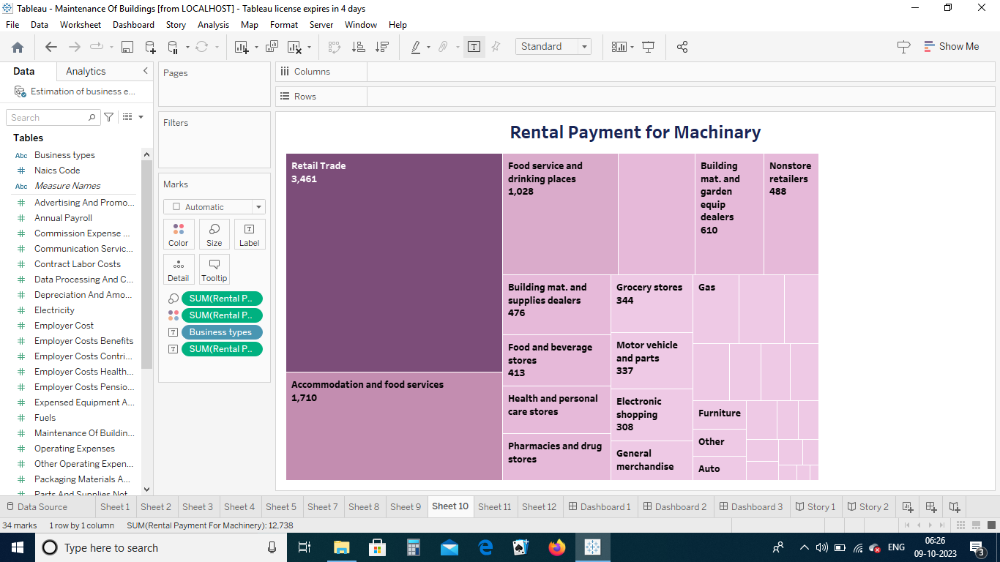 Tableau - Maintenance Of Buildings [from LOCALHOST] - Tableau license expires in 4 days
File Data Worksheet Dashboard Story Analysis Map Format Server Window Help
Standard
Show Me
Data Analytics
Estimation of business e...
Search
Tables
Abc Business types
Naics Code
Abc Measure Names
Advertising And Promo...
Annual Payroll
Commission Expense ...
Communication Servic...
Contract Labor Costs
Data Processing And C...
Depreciation And Amo...
Electricity
Employer Cost
Employer Costs Benefits
Employer Costs Contri...
Employer Costs Health...
Employer Costs Pensio...
Expensed Equipment A...
Fuels
Maintenance Of Buildin...
Operating Expenses
Other Operating Expen...
Packaging Materials A...
Parts And Supplies Not
Pages
Filters
Marks
Automatic
Color Size Label
Detail Tooltip
SUM(Rental P..
SUM(Rental P..
Business types
SUM(Rental P..
Columns
Rows
Rental Payment for Machinary
Retail Trade
3,461
Accommodation and food services
1,710
Food service and
drinking places
1,028
Building
mat. and
garden
equip
dealers
610
Nonstore
retailers
488
Building mat. and
supplies dealers
476
Food and beverage
stores
413
Health and personal
care stores
Pharmacies and drug
stores
Grocery stores
344
Motor vehicle
and parts
337
Electronic
shopping
308
General
merchandise
Gas
Furniture
Other
Auto
Data Source Sheet 1 Sheet 2 Sheet 3 Sheet 4 Sheet 5 Sheet 7 Sheet 8 Sheet 9 Sheet 10 Sheet 11 Sheet 12 Dashboard 1 Dashboard 2 Dashboard 3 Story 1 Story 2
34 marks 1 row by 1 column SUM(Rental Payment For Machinery): 12,738
Type here to search
ENG
06:26
09-10-2023
3